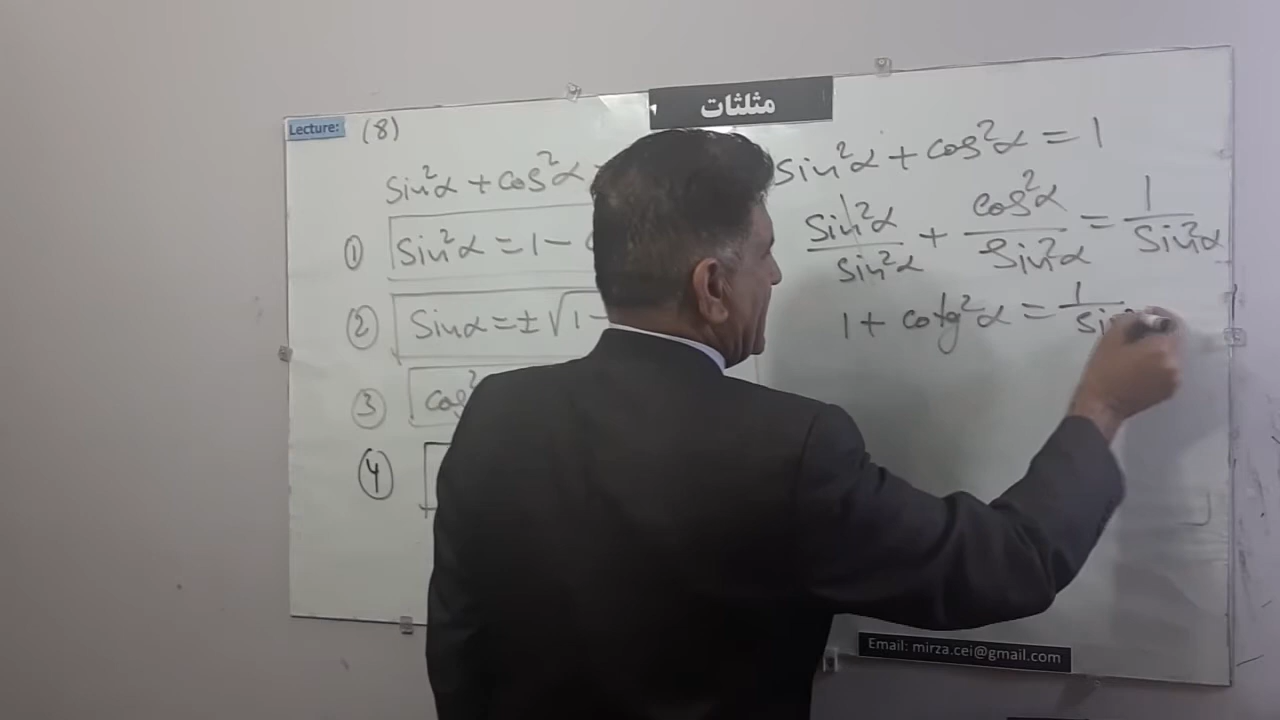 مثلثات
Lecture: (8)
sin²α + cos²α
① sin²α = 1 −
② sinα = ±√1 −
③ cos²
④
sin²α + cos²α = 1
sin²α/sin²α + cos²α/sin²α = 1/sin²α
1 + cotg²α = 1/sin
Email: mirza.cei@gmail.com